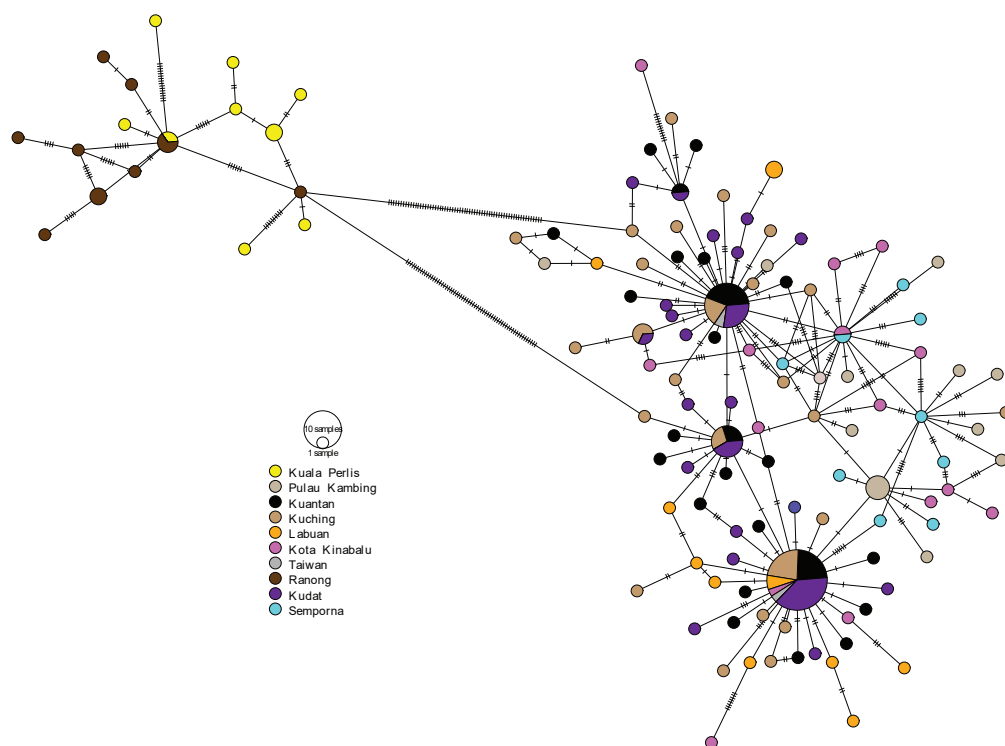 10 samples
1 sample
Kuala Perlis
Pulau Kambing
Kuantan
Kuching
Labuan
Kota Kinabalu
Taiwan
Ranong
Kudat
Semporna